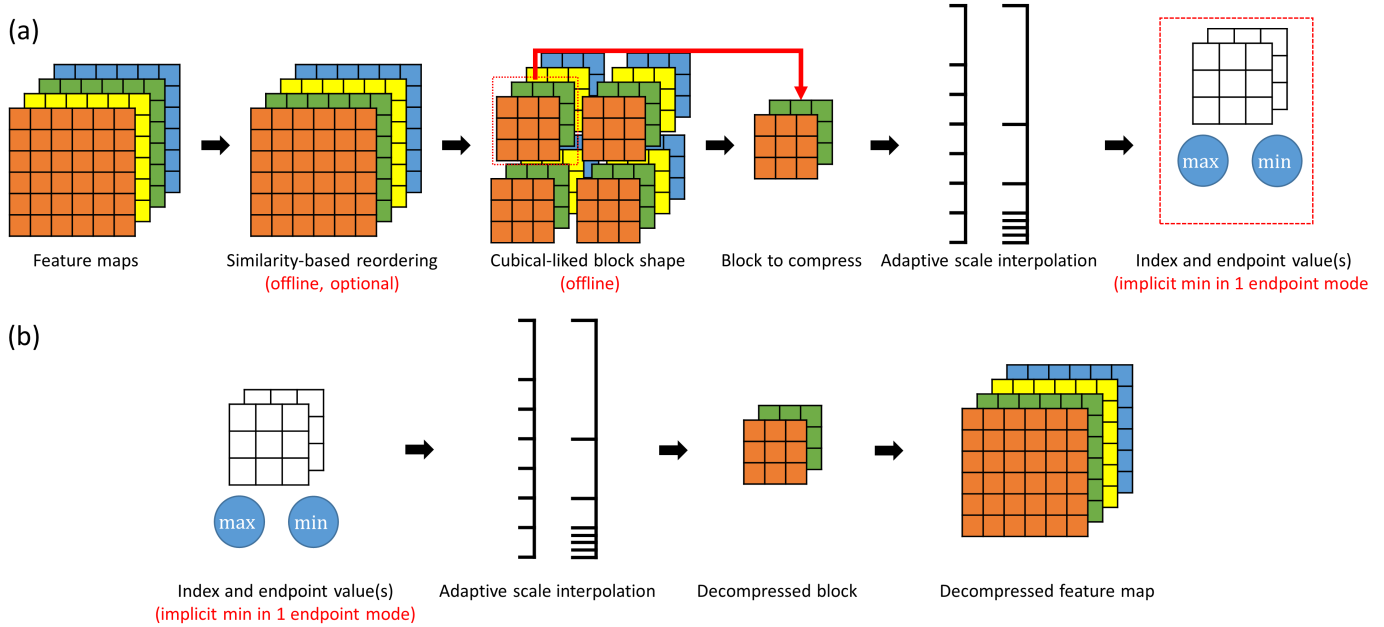 (a)
max min
Feature maps
Similarity-based reordering
(offline, optional)
Cubical-liked block shape
(offline)
Block to compress
Adaptive scale interpolation
Index and endpoint value(s)
(implicit min in 1 endpoint mode
(b)
max min
Index and endpoint value(s)
(implicit min in 1 endpoint mode)
Adaptive scale interpolation
Decompressed block
Decompressed feature map